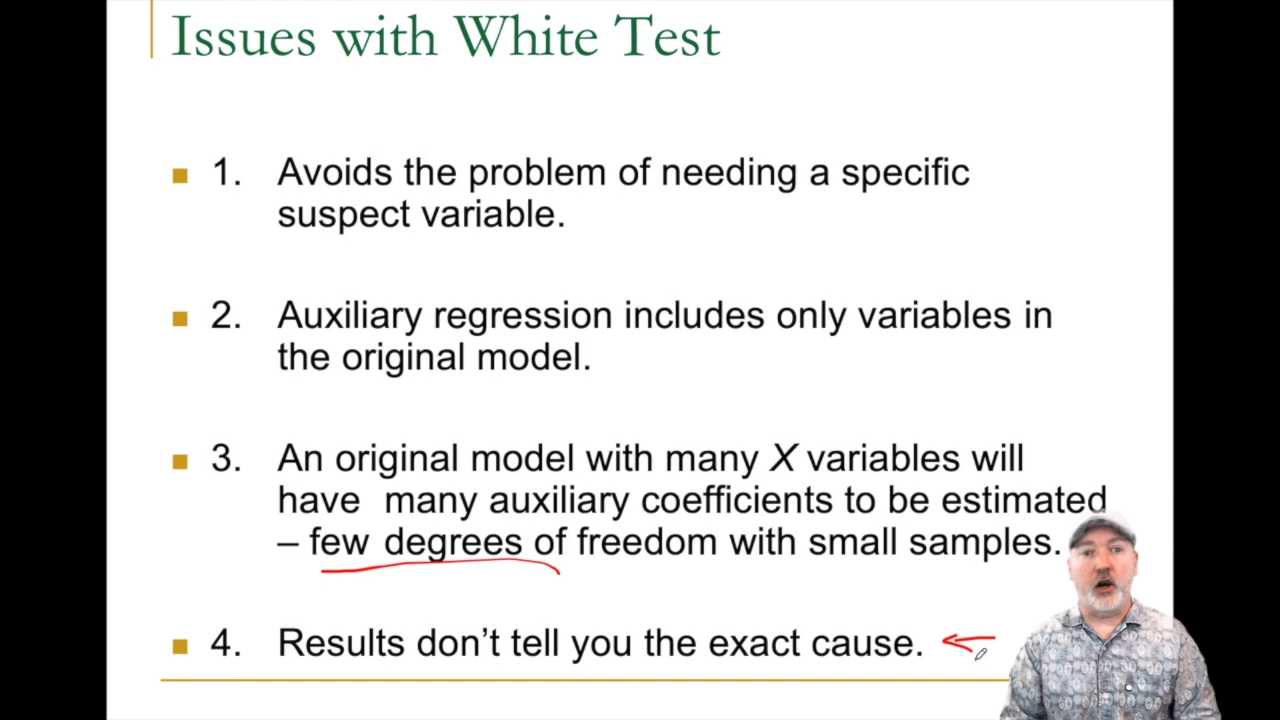 Issues with White Test
1. Avoids the problem of needing a specific
suspect variable.
2. Auxiliary regression includes only variables in
the original model.
3. An original model with many X variables will
have many auxiliary coefficients to be estimated
– few degrees of freedom with small samples.
4. Results don't tell you the exact cause.